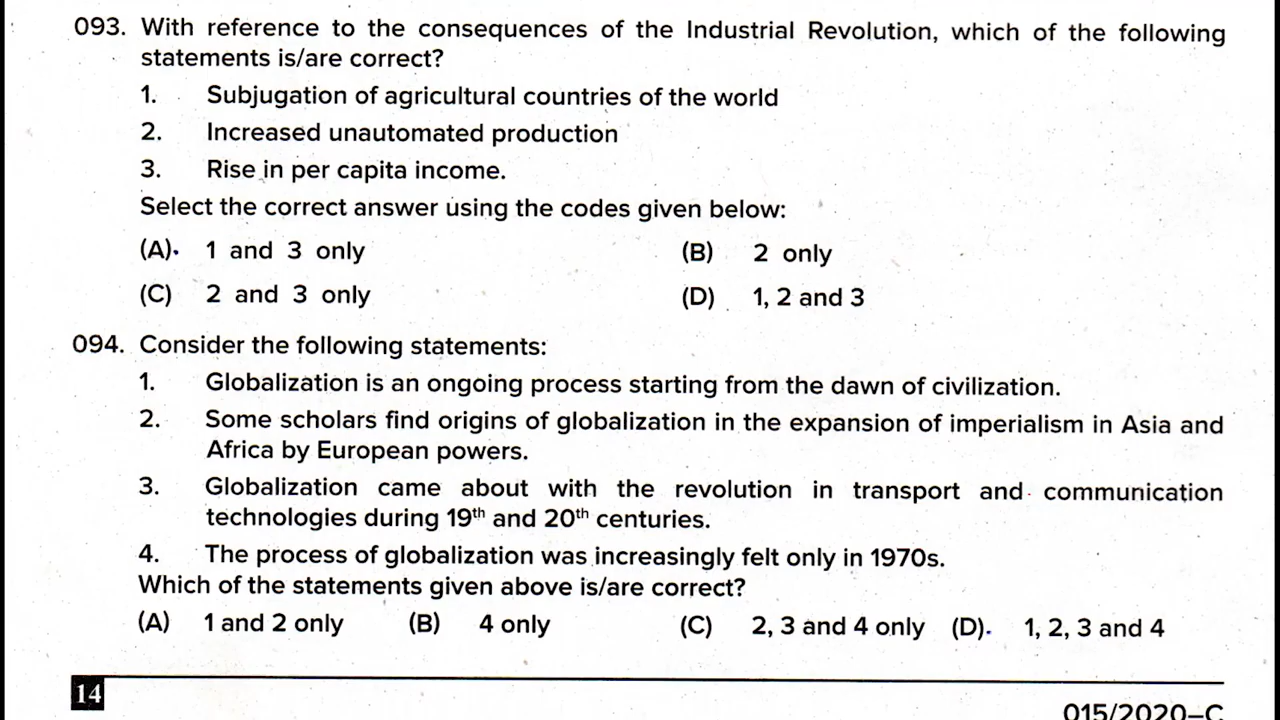 093. With reference to the consequences of the Industrial Revolution, which of the following
statements is/are correct?
1. Subjugation of agricultural countries of the world
2. Increased unautomated production
3. Rise in per capita income.
Select the correct answer using the codes given below:
(A). 1 and 3 only (B) 2 only
(C) 2 and 3 only (D) 1, 2 and 3
094. Consider the following statements:
1. Globalization is an ongoing process starting from the dawn of civilization.
2. Some scholars find origins of globalization in the expansion of imperialism in Asia and
Africa by European powers.
3. Globalization came about with the revolution in transport and communication
technologies during 19th and 20th centuries.
4. The process of globalization was increasingly felt only in 1970s.
Which of the statements given above is/are correct?
(A) 1 and 2 only (B) 4 only (C) 2, 3 and 4 only (D). 1, 2, 3 and 4
14
015/2020–C